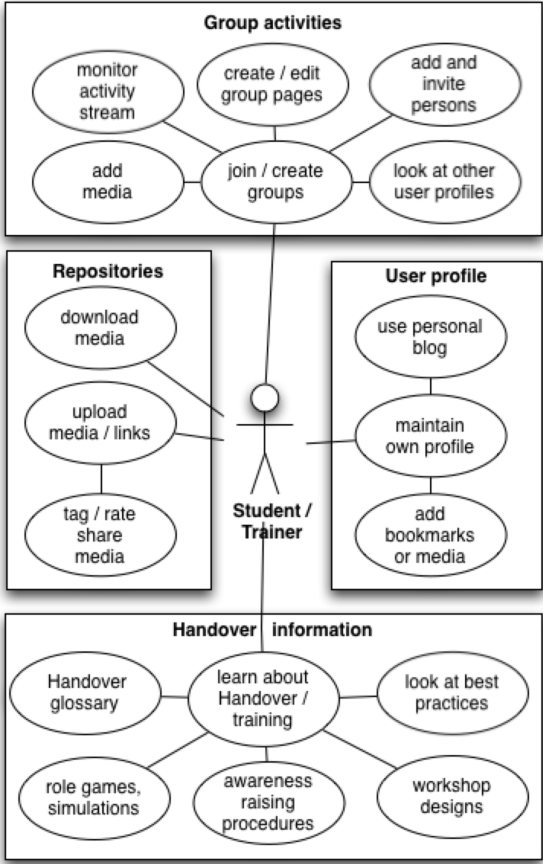 Group activities
monitor
activity
stream
create / edit
group pages
add and
invite
persons
add
media
join / create
groups
look at other
user profiles
Repositories
download
media
upload
media / links
tag / rate
share
media
User profile
use personal
blog
maintain
own profile
add
bookmarks
or media
Student /
Trainer
Handover information
Handover
glossary
learn about
Handover /
training
look at best
practices
role games,
simulations
awareness
raising
procedures
workshop
designs